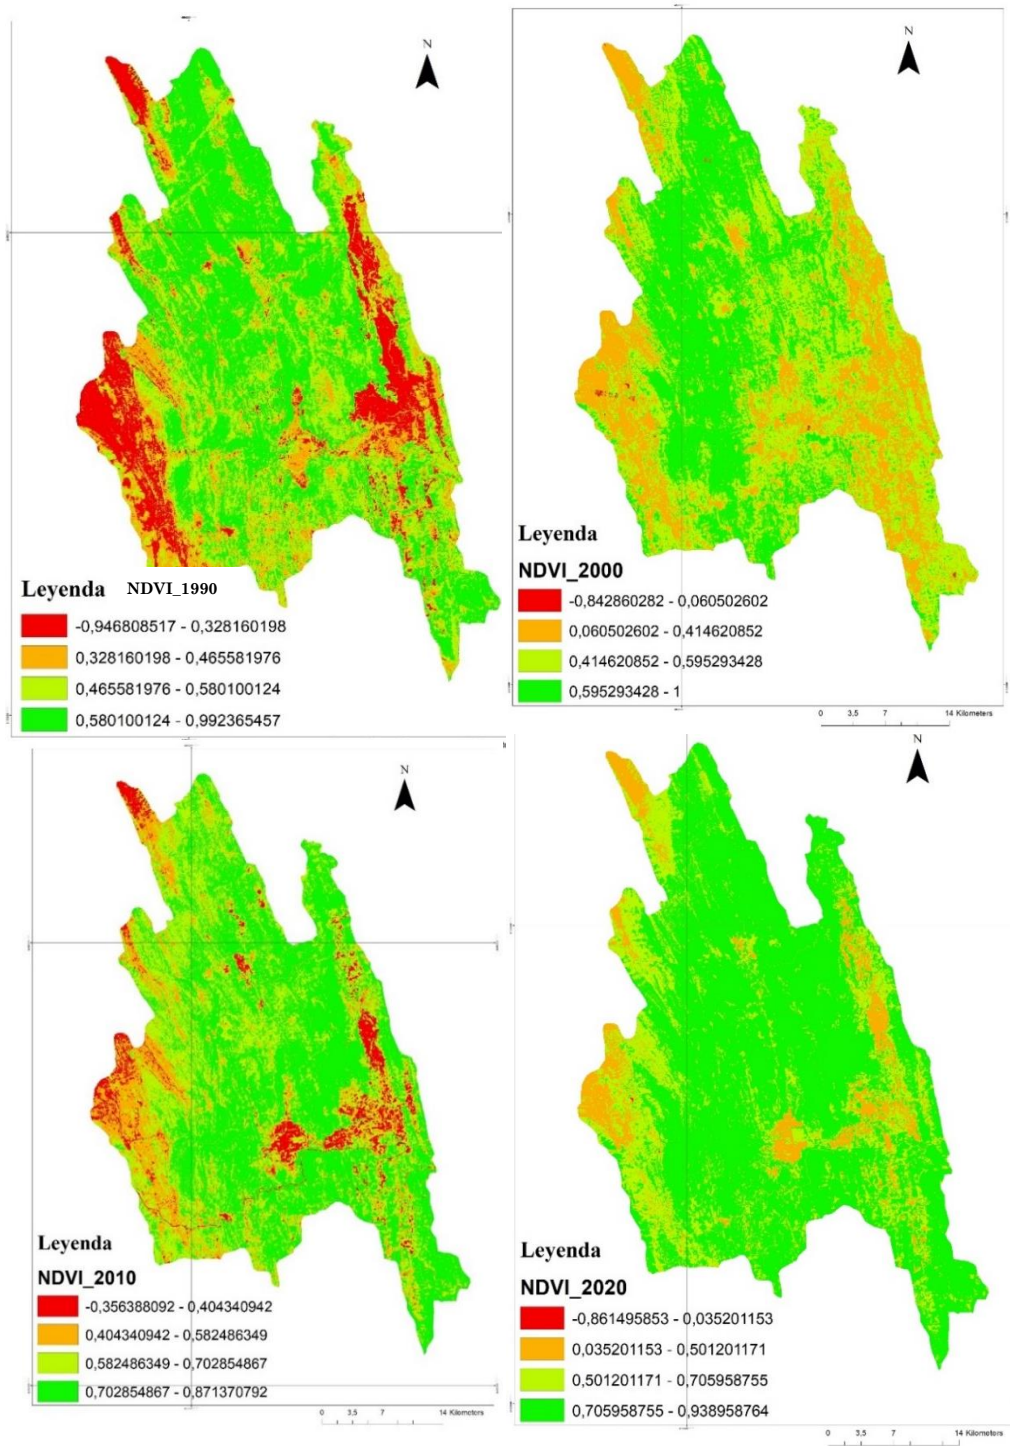 N
Leyenda NDVI_1990
-0,946808517 - 0,328160198
0,328160198 - 0,465581976
0,465581976 - 0,580100124
0,580100124 - 0,992365457
N
Leyenda
NDVI_2000
-0,842860282 - 0,060502602
0,060502602 - 0,414620852
0,414620852 - 0,595293428
0,595293428 - 1
0 3,5 7 14 Kilometers
N
Leyenda
NDVI_2010
-0,356388092 - 0,404340942
0,404340942 - 0,582486349
0,582486349 - 0,702854867
0,702854867 - 0,871370792
0 3,5 7 14 Kilometers
N
Leyenda
NDVI_2020
-0,861495853 - 0,035201153
0,035201153 - 0,501201171
0,501201171 - 0,705958755
0,705958755 - 0,938958764
0 3,5 7 14 Kilometers